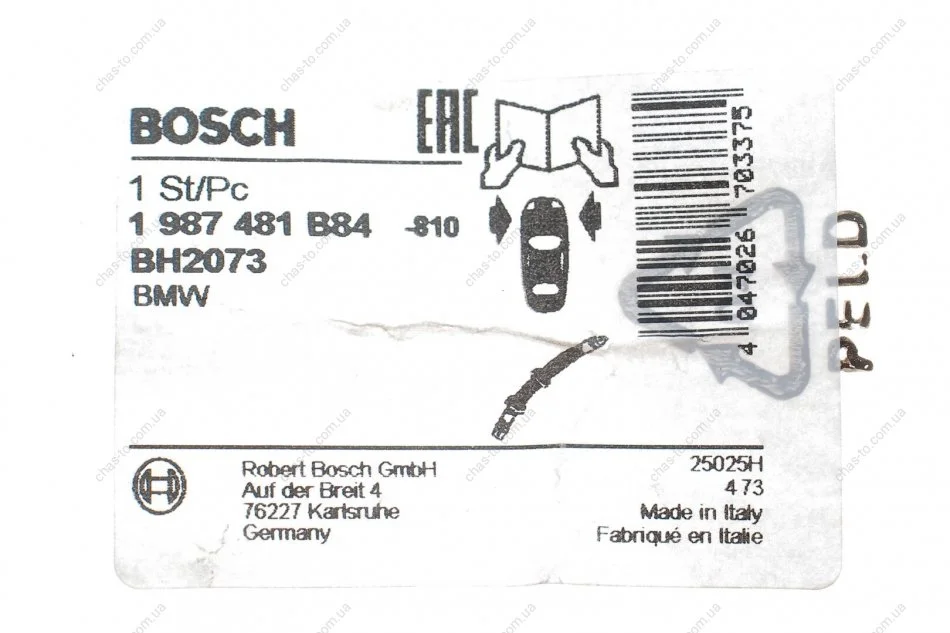 BOSCH
EAC
1 St/Pc
1 987 481 B84 -810
BH2073
BMW
4 047026 703375
PELD
Robert Bosch GmbH
Auf der Breit 4
76227 Karlsruhe
Germany
25025H
473
Made in Italy
Fabriqué en Italie
chas-to.com.ua